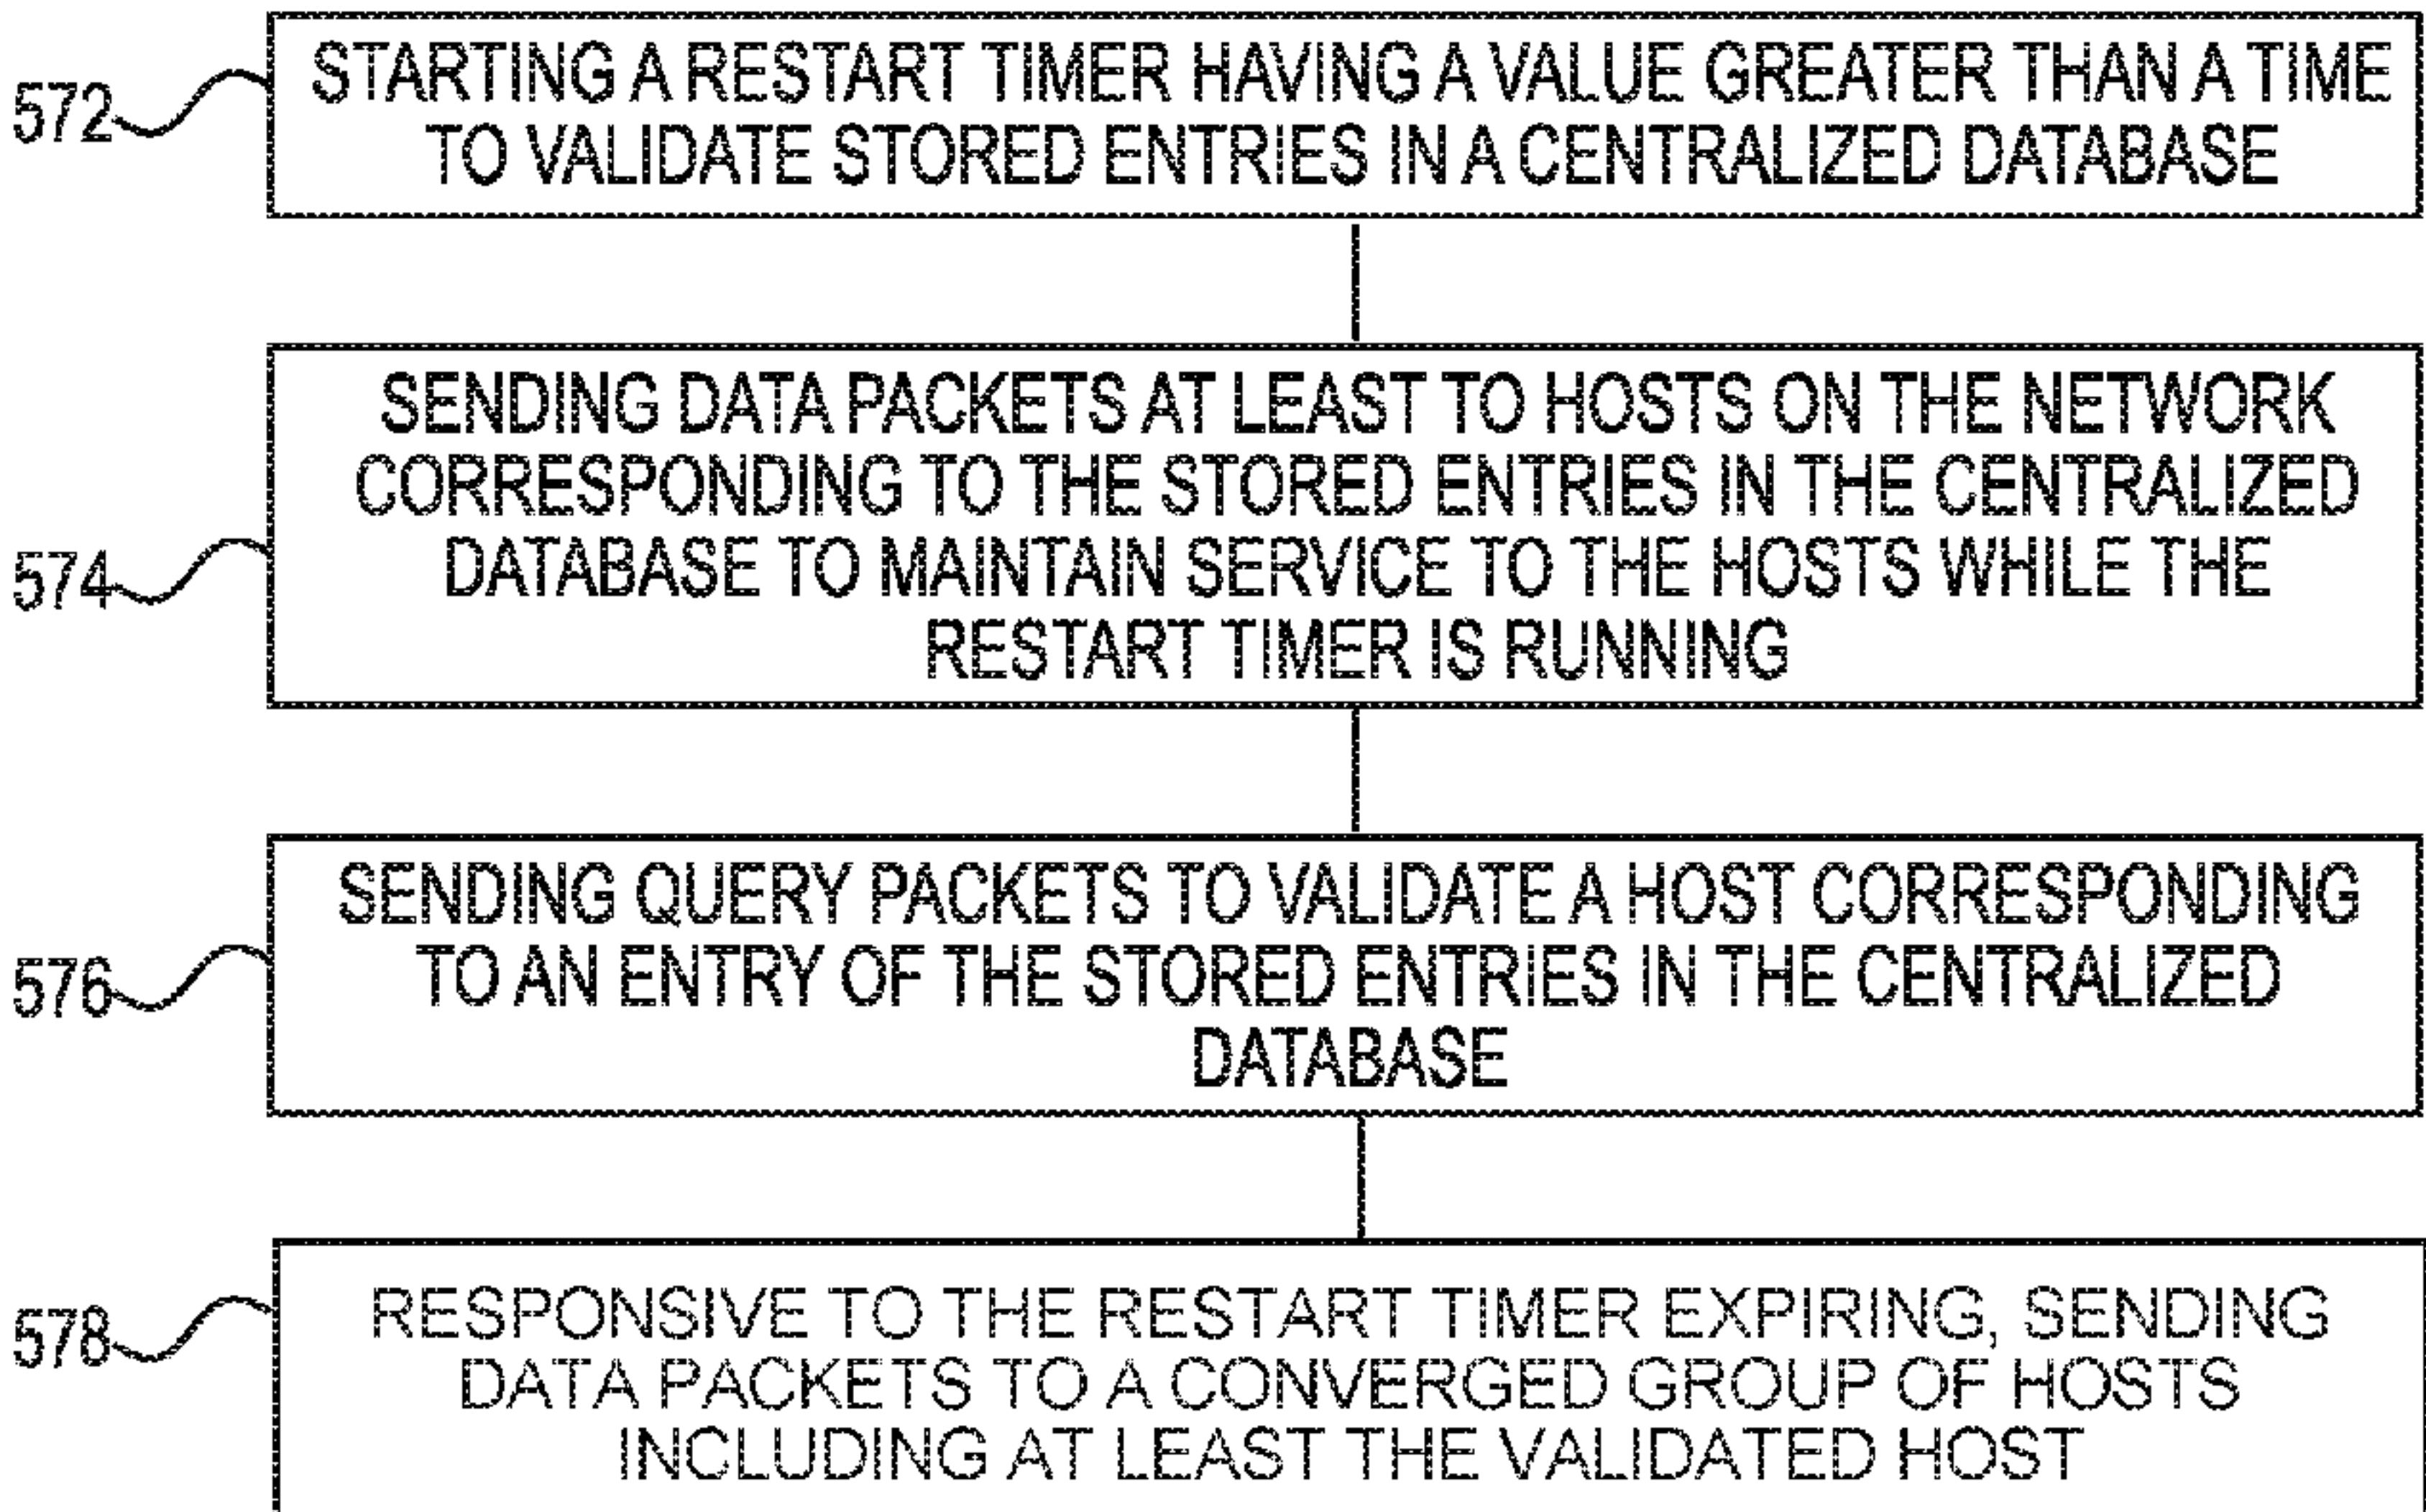 572
STARTING A RESTART TIMER HAVING A VALUE GREATER THAN A TIME
TO VALIDATE STORED ENTRIES IN A CENTRALIZED DATABASE
574
SENDING DATA PACKETS AT LEAST TO HOSTS ON THE NETWORK
CORRESPONDING TO THE STORED ENTRIES IN THE CENTRALIZED
DATABASE TO MAINTAIN SERVICE TO THE HOSTS WHILE THE
RESTART TIMER IS RUNNING
576
SENDING QUERY PACKETS TO VALIDATE A HOST CORRESPONDING
TO AN ENTRY OF THE STORED ENTRIES IN THE CENTRALIZED
DATABASE
578
RESPONSIVE TO THE RESTART TIMER EXPIRING, SENDING
DATA PACKETS TO A CONVERGED GROUP OF HOSTS
INCLUDING AT LEAST THE VALIDATED HOST